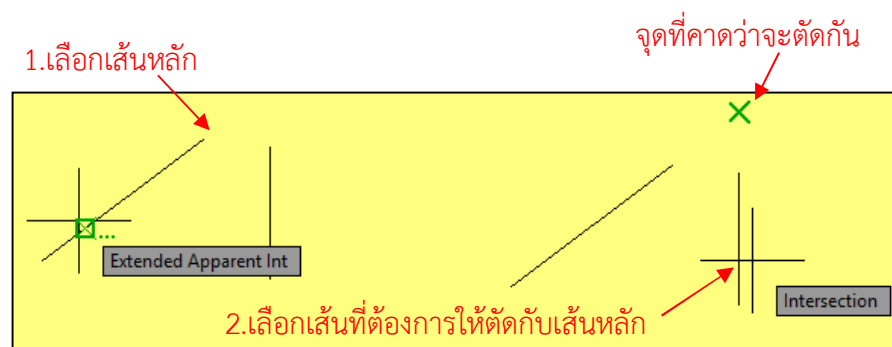 จุดที่คาดว่าจะตัดกัน
1.เลือกเส้นหลัก
Extended Apparent Int
Intersection
2.เลือกเส้นที่ต้องการให้ตัดกับเส้นหลัก